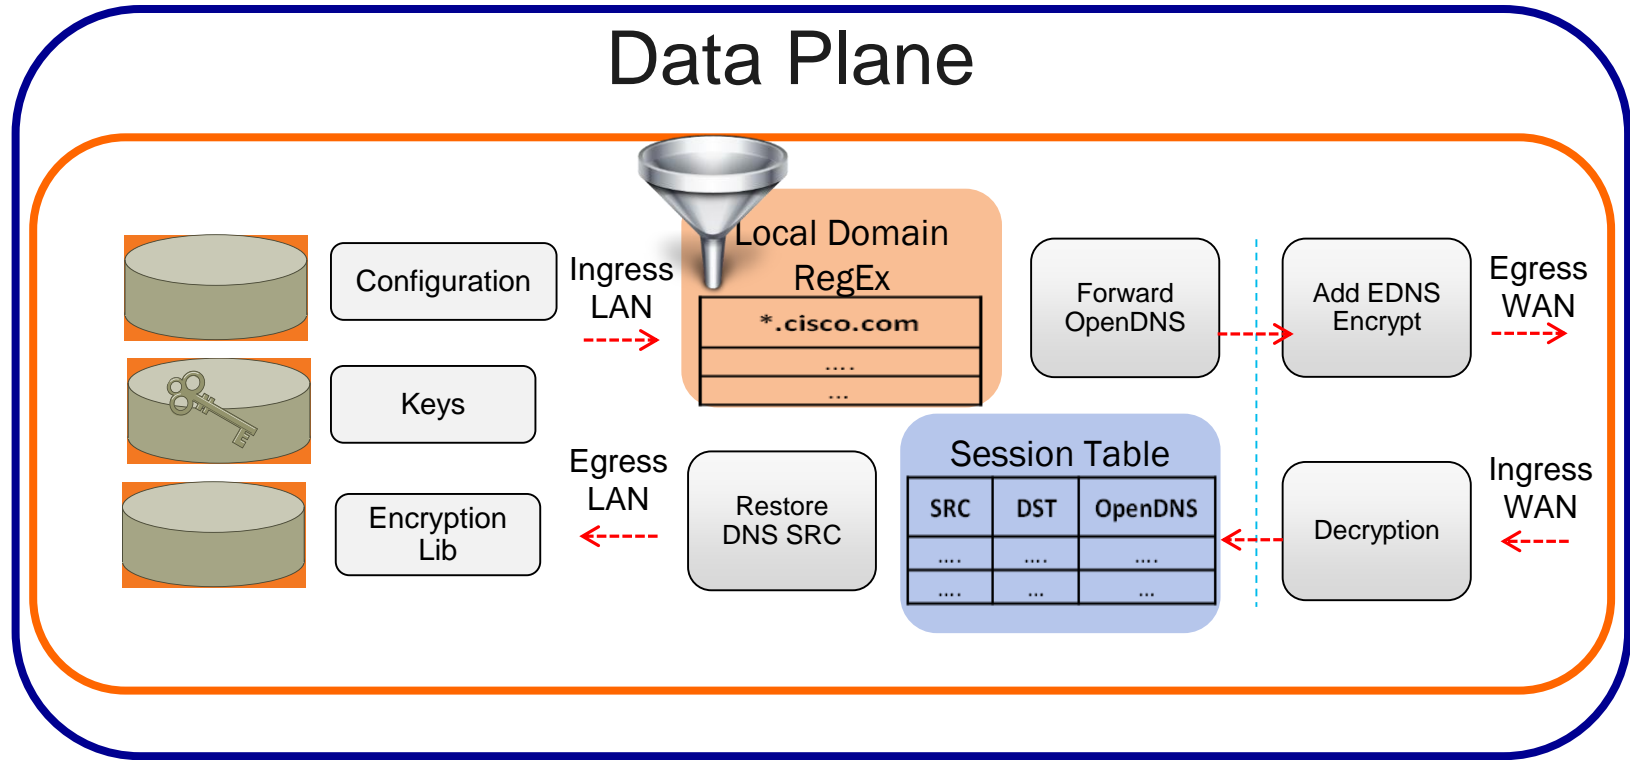 Data Plane
Configuration
Keys
Encryption
Lib
Ingress
LAN
Local Domain
RegEx
*.cisco.com
....
...
Forward
OpenDNS
Add EDNS
Encrypt
Egress
WAN
Egress
LAN
Restore
DNS SRC
Session Table
SRC DST OpenDNS
.... .... ....
.... ... ...
Decryption
Ingress
WAN